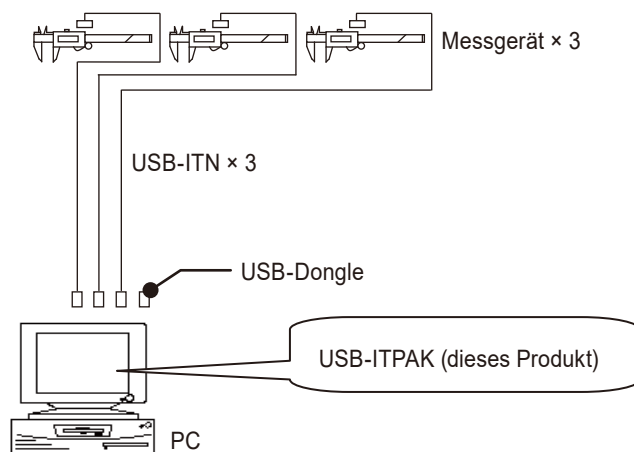 Messgerät × 3
USB-ITN × 3
USB-Dongle
USB-ITPAK (dieses Produkt)
PC